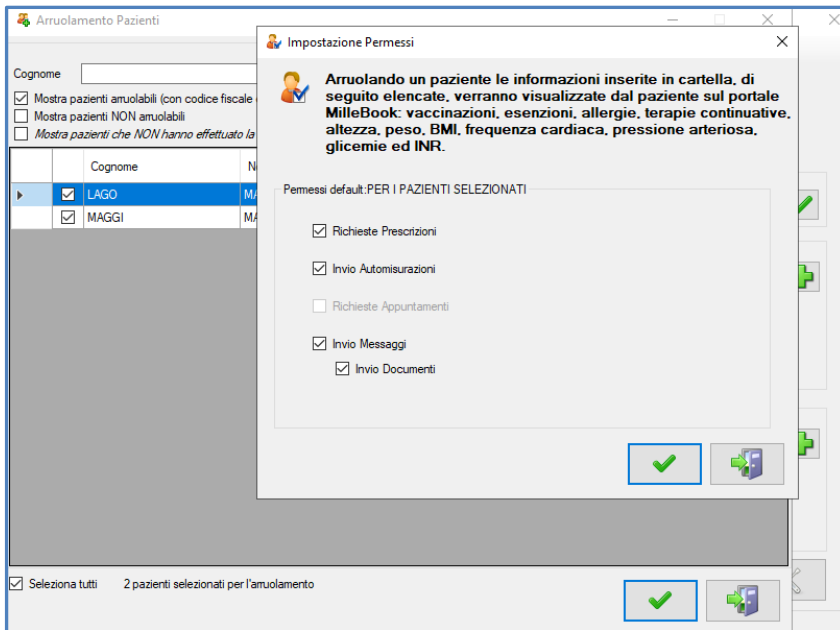 Arruolamento Pazienti
Cognome
Mostra pazienti arruolabili (con codice fiscale
Mostra pazienti NON arruolabili
Mostra pazienti che NON hanno effettuato la
Cognome
LAGO
MAGGI
Seleziona tutti 2 pazienti selezionati per l'arruolamento
Impostazione Permessi
Arruolando un paziente le informazioni inserite in cartella, di
seguito elencate, verranno visualizzate dal paziente sul portale
MilleBook: vaccinazioni, esenzioni, allergie, terapie continuative,
altezza, peso, BMI, frequenza cardiaca, pressione arteriosa,
glicemie ed INR.
Permessi default:PER I PAZIENTI SELEZIONATI
Richieste Prescrizioni
Invio Automisurazioni
Richieste Appuntamenti
Invio Messaggi
Invio Documenti